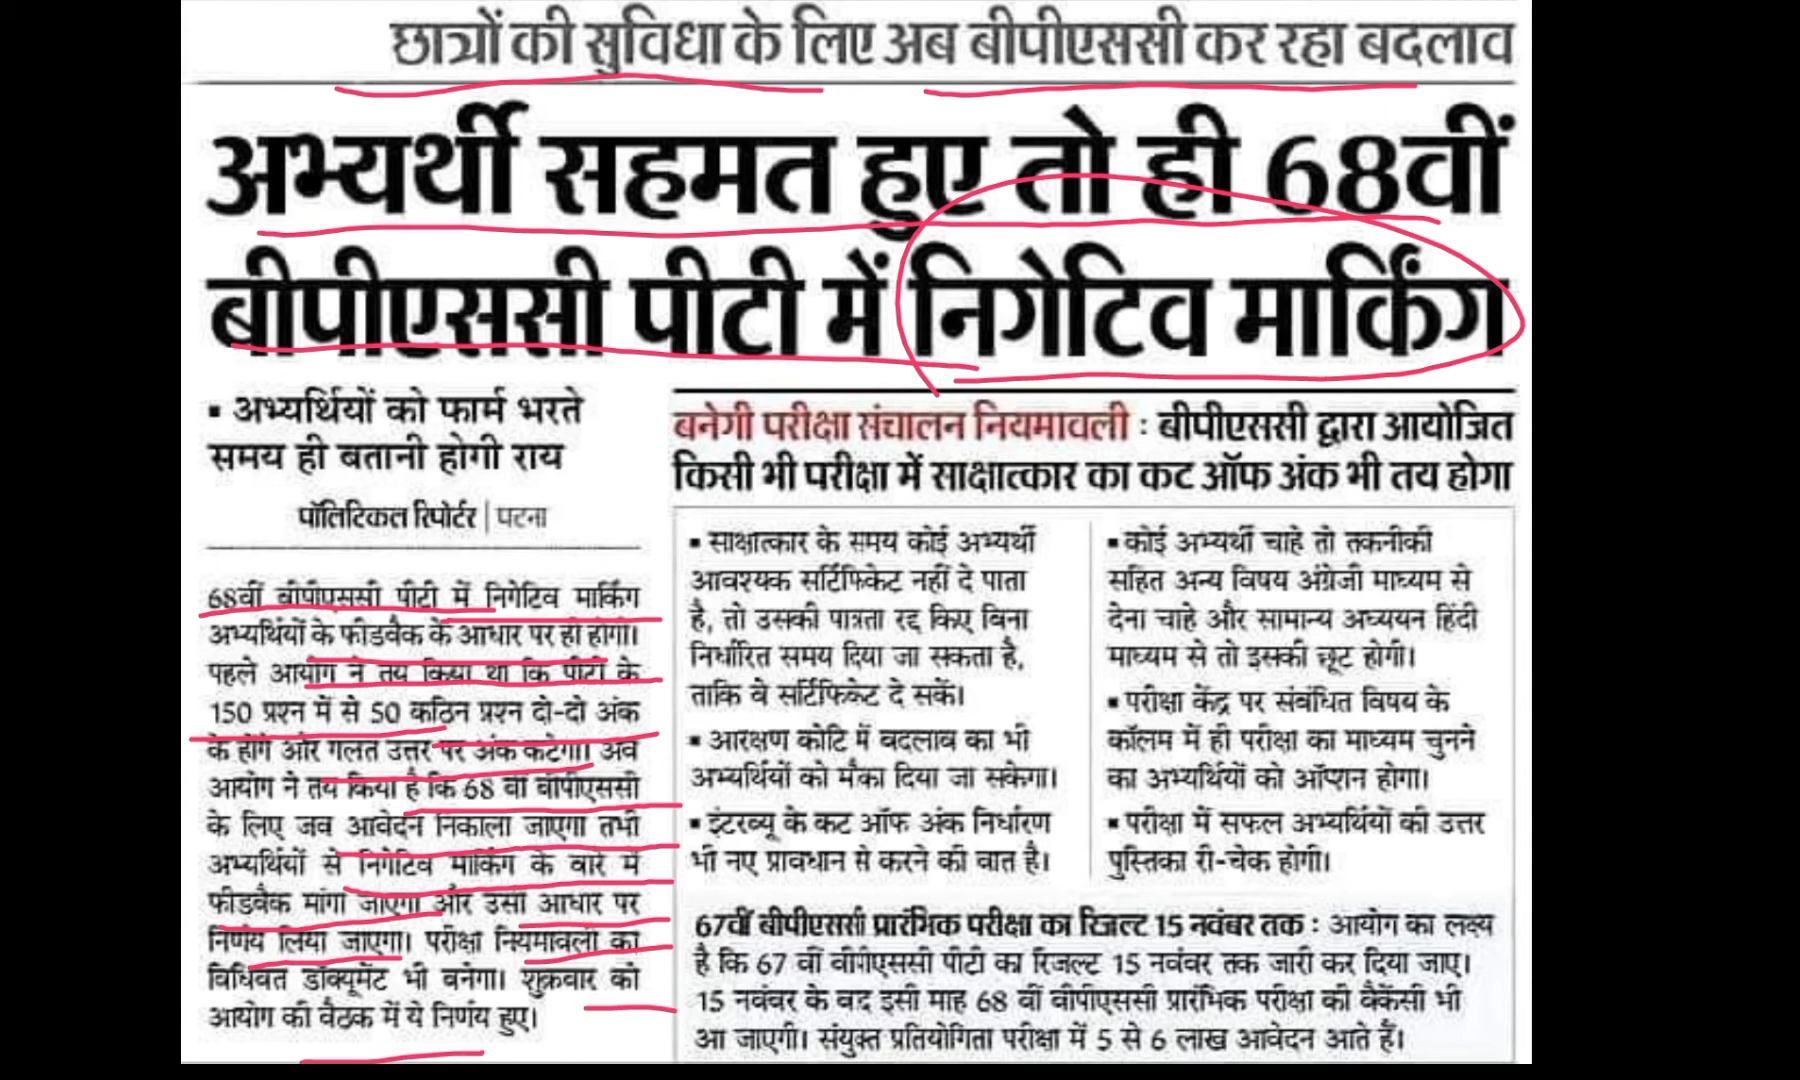 छात्रों की सुविधा के लिए अब बीपीएससी कर रहा बदलाव
अभ्यर्थी सहमत हुए तो ही 68वीं
बीपीएससी पीटी में निगेटिव मार्किंग
▪ अभ्यर्थियों को फार्म भरते
समय ही बतानी होगी राय
पॉलिटिकल रिपोर्टर | पटना
68वीं बीपीएससी पीटी में निगेटिव मार्किंग
अभ्यर्थियों के फीडबैक के आधार पर ही होगी।
पहले आयोग ने तय किया था कि पीटी के
150 प्रश्न में से 50 कठिन प्रश्न दो-दो अंक
के होंगे और गलत उत्तर पर अंक कटेगा। अब
आयोग ने तय किया है कि 68 वीं बीपीएससी
के लिए जब आवेदन निकाला जाएगा तभी
अभ्यर्थियों से निगेटिव मार्किंग के बारे में
फीडबैक मांगा जाएगा और उसी आधार पर
निर्णय लिया जाएगा। परीक्षा नियमावली का
विधिवत डॉक्यूमेंट भी बनेगा। शुक्रवार को
आयोग की बैठक में ये निर्णय हुए।
बनेगी परीक्षा संचालन नियमावली : बीपीएससी द्वारा आयोजित
किसी भी परीक्षा में साक्षात्कार का कट ऑफ अंक भी तय होगा
▪ साक्षात्कार के समय कोई अभ्यर्थी
आवश्यक सर्टिफिकेट नहीं दे पाता
है, तो उसकी पात्रता रद्द किए बिना
निर्धारित समय दिया जा सकता है,
ताकि वे सर्टिफिकेट दे सकें।
▪ आरक्षण कोटि में बदलाव का भी
अभ्यर्थियों को मौका दिया जा सकेगा।
▪ इंटरव्यू के कट ऑफ अंक निर्धारण
भी नए प्रावधान से करने की बात है।
▪ कोई अभ्यर्थी चाहे तो तकनीकी
सहित अन्य विषय अंग्रेजी माध्यम से
देना चाहे और सामान्य अध्ययन हिंदी
माध्यम से तो इसकी छूट होगी।
▪ परीक्षा केंद्र पर संबंधित विषय के
कॉलम में ही परीक्षा का माध्यम चुनने
का अभ्यर्थियों को ऑप्शन होगा।
▪ परीक्षा में सफल अभ्यर्थियों की उत्तर
पुस्तिका री-चेक होगी।
67वीं बीपीएससी प्रारंभिक परीक्षा का रिजल्ट 15 नवंबर तक : आयोग का लक्ष्य
है कि 67 वीं बीपीएससी पीटी का रिजल्ट 15 नवंबर तक जारी कर दिया जाए।
15 नवंबर के बाद इसी माह 68 वीं बीपीएससी प्रारंभिक परीक्षा की वैकेंसी भी
आ जाएगी। संयुक्त प्रतियोगिता परीक्षा में 5 से 6 लाख आवेदन आते हैं।